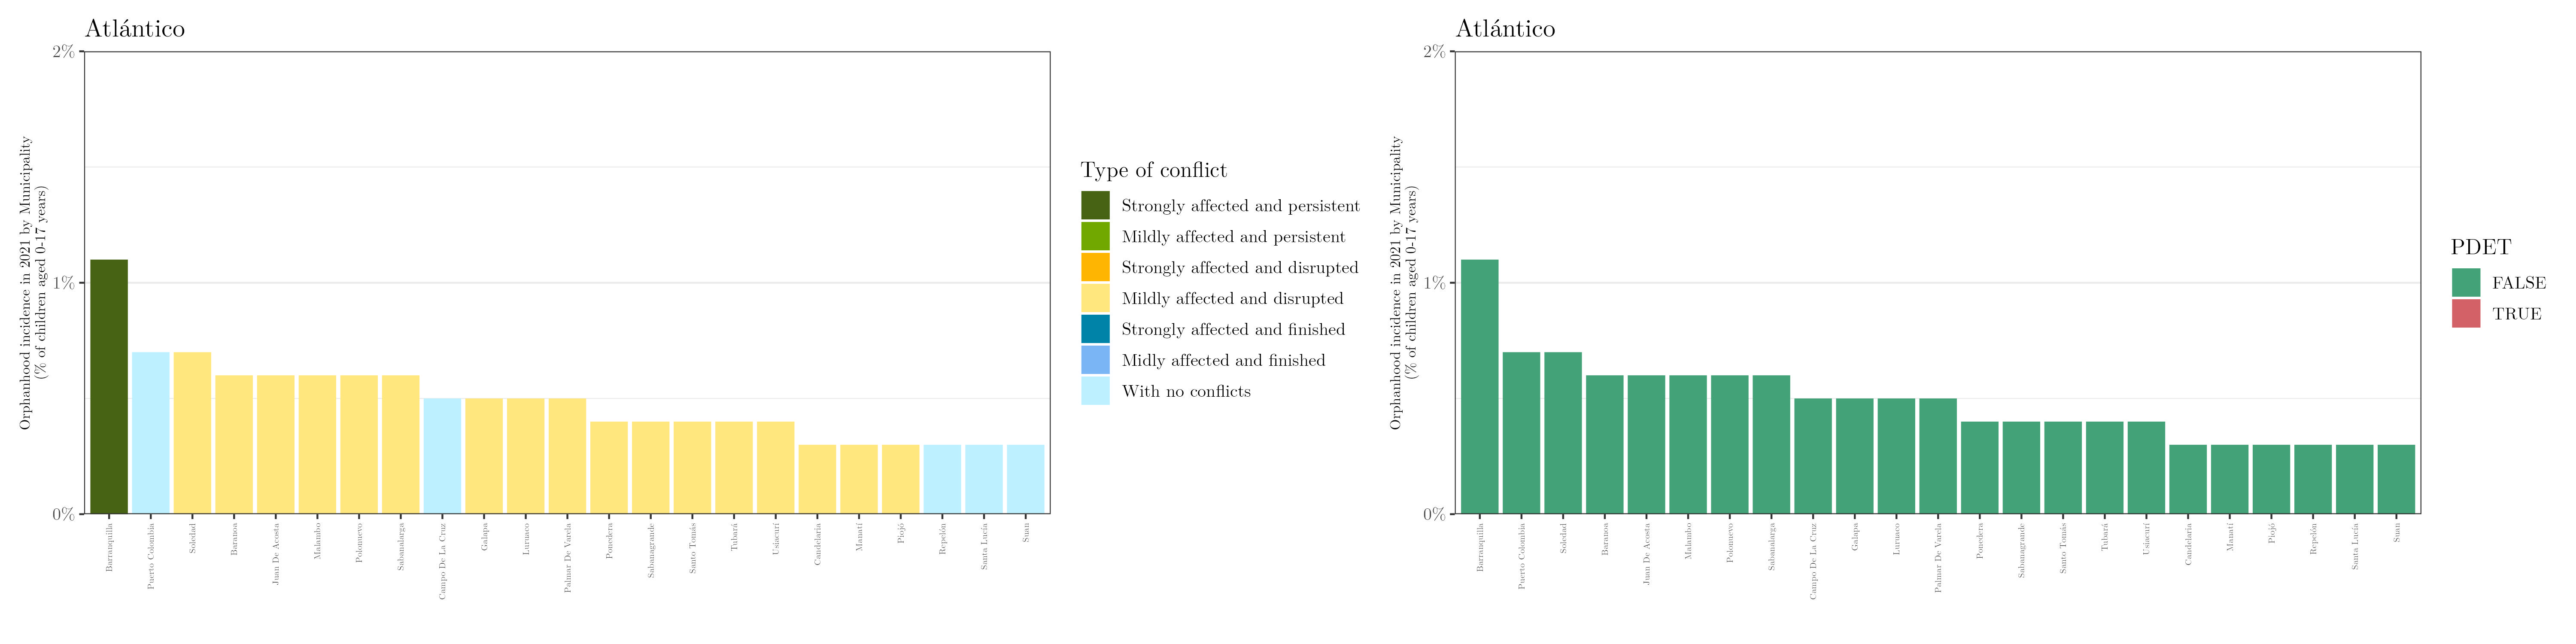 Atlántico
2%
1%
0%
Orphanhood incidence in 2021 by Municipality
(% of children aged 0-17 years)
Barranquilla
Puerto Colombia
Soledad
Baranoa
Juan De Acosta
Malambo
Polonuevo
Sabanalarga
Campo De La Cruz
Galapa
Luruaco
Palmar De Varela
Ponedera
Sabanagrande
Santo Tomás
Tubará
Usiacurí
Candelaria
Manatí
Piojó
Repelón
Santa Lucía
Suan
Type of conflict
Strongly affected and persistent
Mildly affected and persistent
Strongly affected and disrupted
Mildly affected and disrupted
Strongly affected and finished
Midly affected and finished
With no conflicts
Atlántico
2%
1%
0%
Orphanhood incidence in 2021 by Municipality
(% of children aged 0-17 years)
Barranquilla
Puerto Colombia
Soledad
Baranoa
Juan De Acosta
Malambo
Polonuevo
Sabanalarga
Campo De La Cruz
Galapa
Luruaco
Palmar De Varela
Ponedera
Sabanagrande
Santo Tomás
Tubará
Usiacurí
Candelaria
Manatí
Piojó
Repelón
Santa Lucía
Suan
PDET
FALSE
TRUE